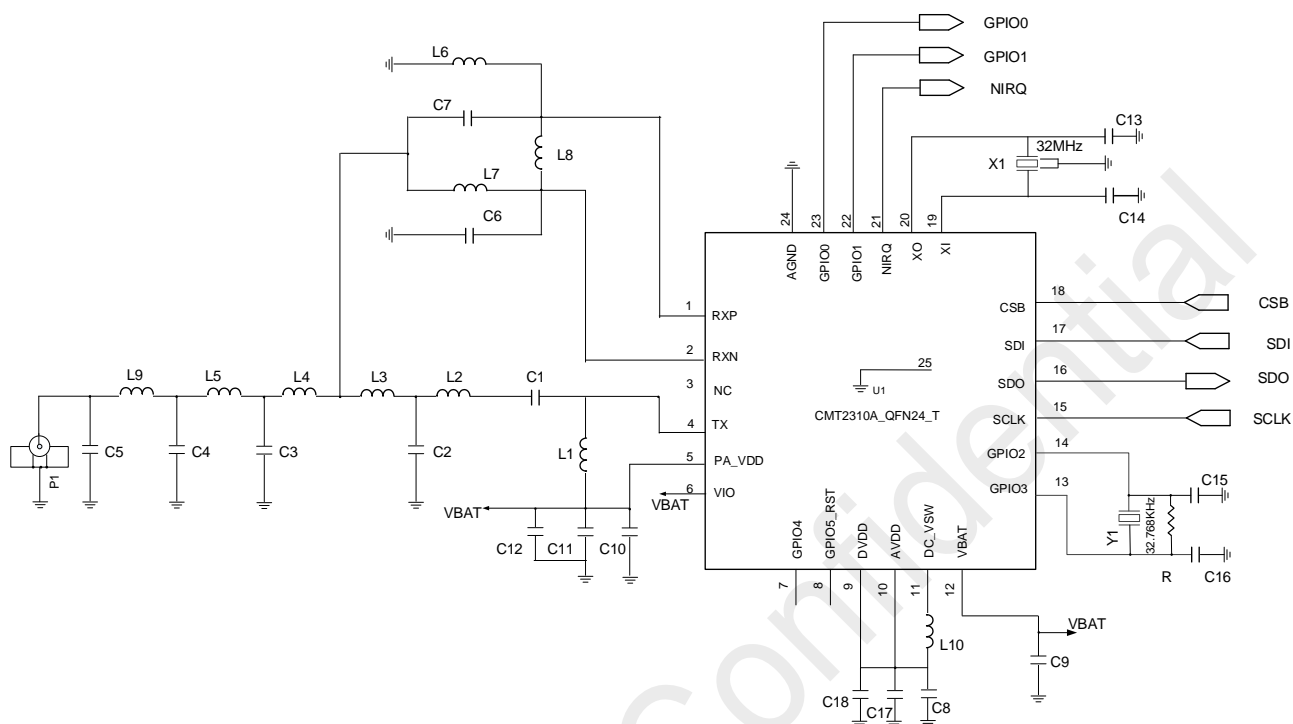 GPIO0
GPIO1
NIRQ
L6
C7
L8
L7
C6
C13
32MHz
X1
C14
24
23
22
21
20
19
AGND
GPIO0
GPIO1
NIRQ
XO
XI
1
RXP
2
RXN
3
NC
4
TX
5
PA_VDD
6
VIO
18
CSB
CSB
17
SDI
SDI
16
SDO
SDO
15
SCLK
SCLK
14
GPIO2
13
GPIO3
25
U1
CMT2310A_QFN24_T
L9
L5
L4
L3
L2
C1
C5
C4
C3
C2
L1
P1
VBAT
VBAT
C12
C11
C10
GPIO4
GPIO5_RST
DVDD
AVDD
DC_VSW
VBAT
7
8
9
10
11
12
C15
Y1
32.768KHz
R
C16
L10
VBAT
C9
C18
C17
C8
Confidential